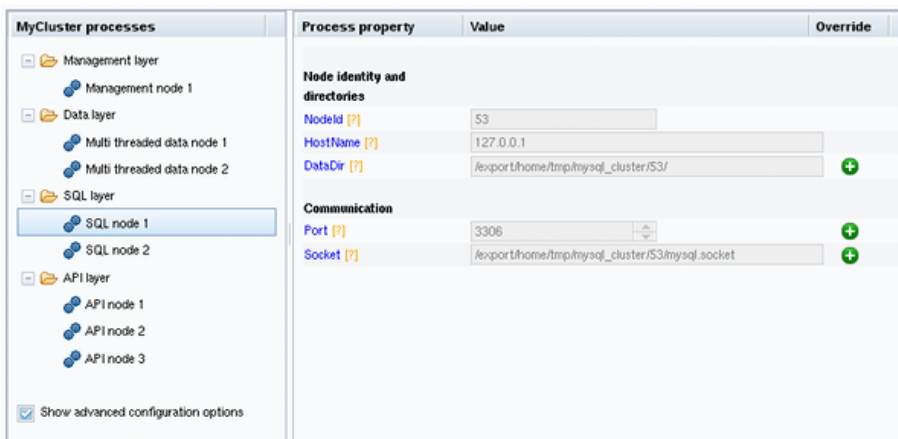 MyCluster processes
Management layer
Management node 1
Data layer
Multi threaded data node 1
Multi threaded data node 2
SQL layer
SQL node 1
SQL node 2
API layer
API node 1
API node 2
API node 3
Show advanced configuration options
Process property Value Override
Node identity and
directories
NodeId [?] 53
HostName [?] 127.0.0.1
DataDir [?] /export/home/tmp/mysql_cluster/53/
Communication
Port [?] 3306
Socket [?] /export/home/tmp/mysql_cluster/53/mysql.socket